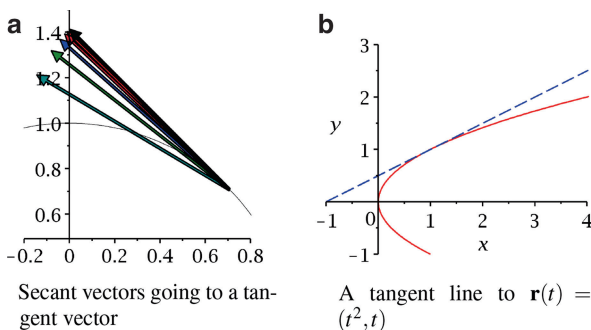 a
1.4
1.2
1.0
0.8
0.6
-0.2 0 0.2 0.4 0.6 0.8
Secant vectors going to a tan-
gent vector
b
3
2
y
1
0
-1
-1 0 1 2 3 4
x
A tangent line to r(t) =
(t², t)